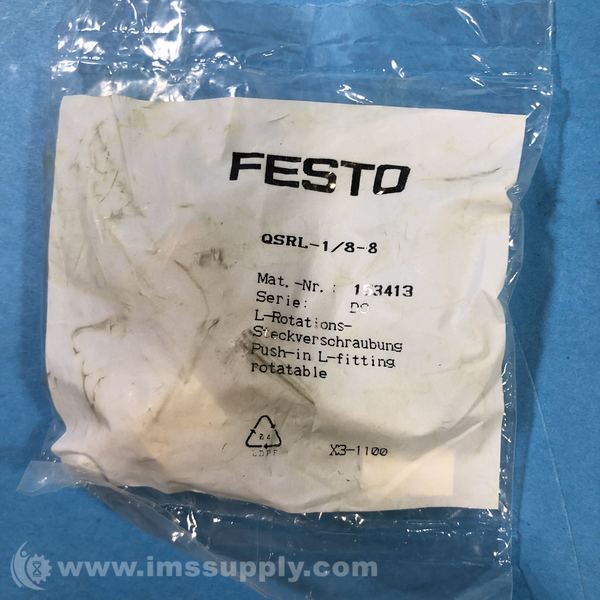 FESTO
QSRL-1/8-8
Mat.-Nr.: 153413
Serie:
L-Rotations-
Steckverschraubung
Push-in L-fitting
rotatable
X3-1100
www.imssupply.com